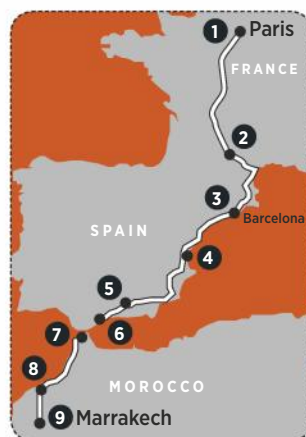 1 Paris
FRANCE
2
3
Barcelona
SPAIN
4
5
6
7
8
MOROCCO
9 Marrakech